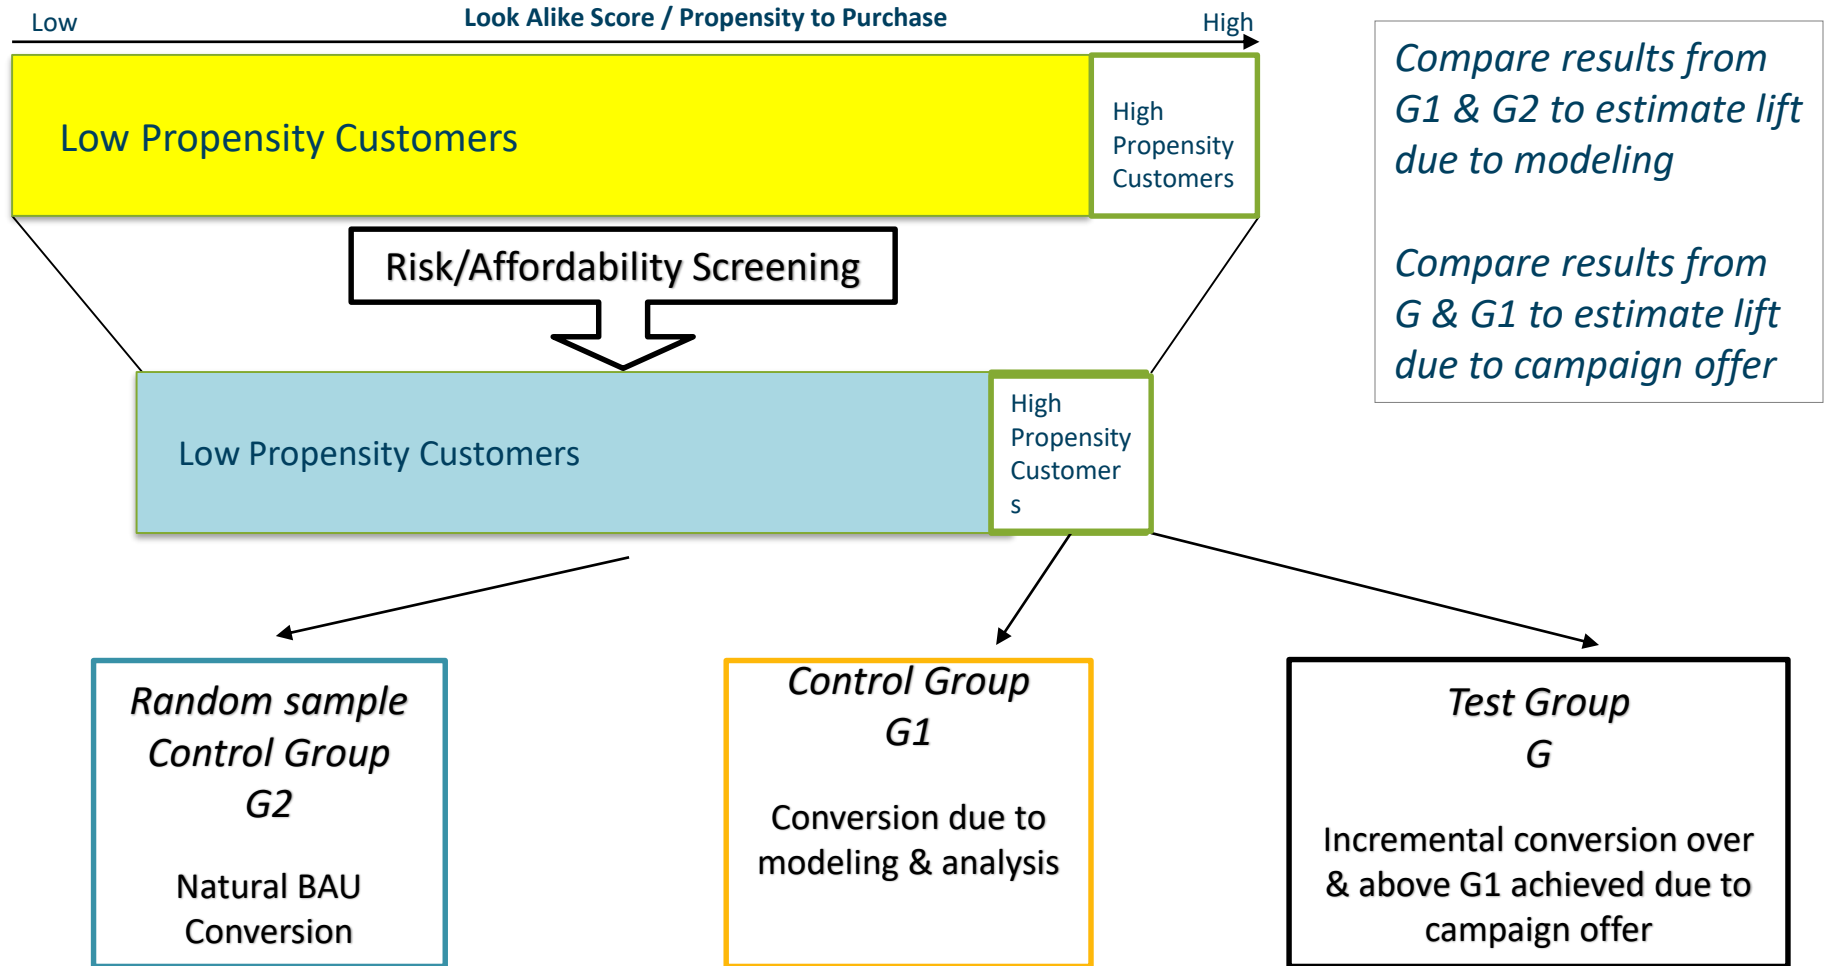 Low
Look Alike Score / Propensity to Purchase
High
Low Propensity Customers
High
Propensity
Customers
Compare results from
G1 & G2 to estimate lift
due to modeling
Compare results from
G & G1 to estimate lift
due to campaign offer
Risk/Affordability Screening
Low Propensity Customers
High
Propensity
Customer
s
Random sample
Control Group
G2
Natural BAU
Conversion
Control Group
G1
Conversion due to
modeling & analysis
Test Group
G
Incremental conversion over
& above G1 achieved due to
campaign offer